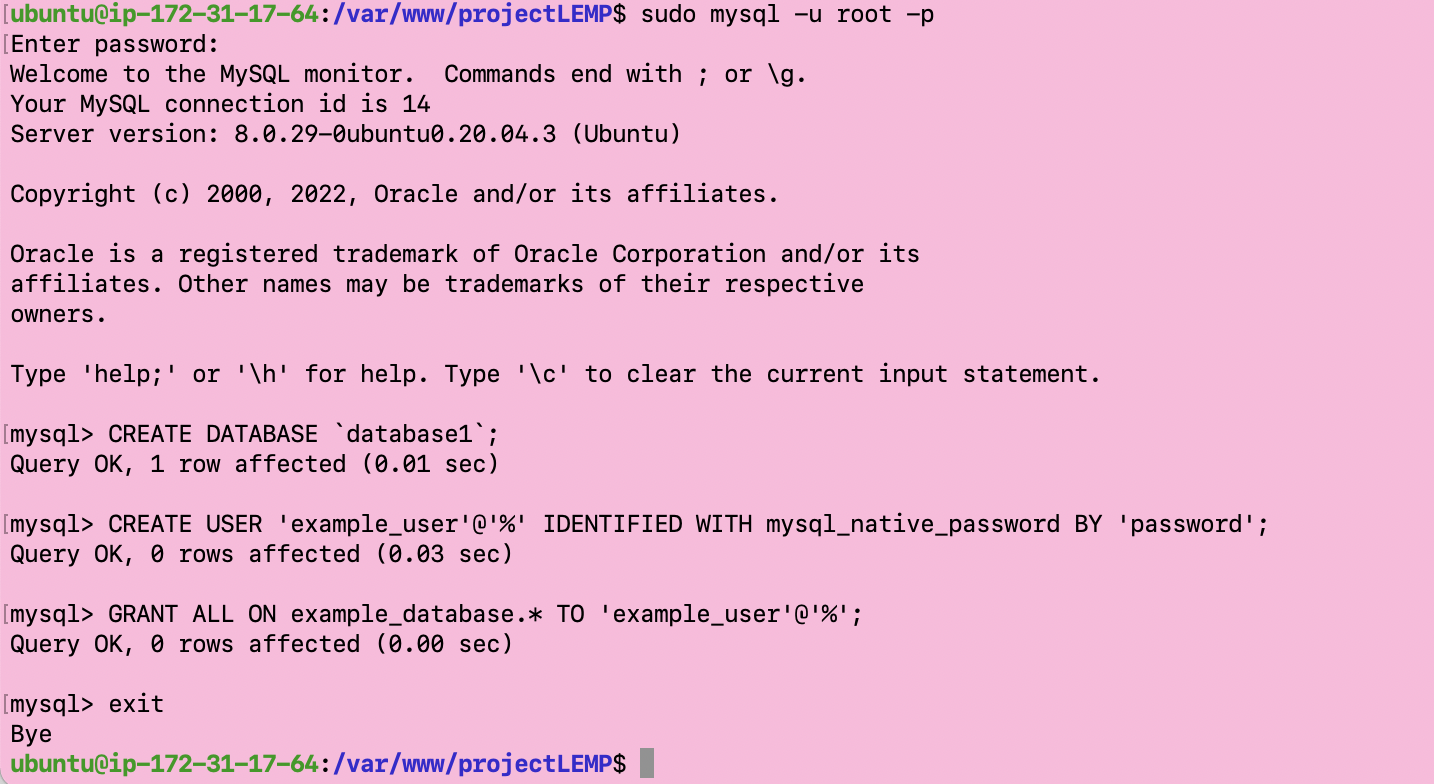 [ubuntu@ip-172-31-17-64:/var/www/projectLEMP$ sudo mysql -u root -p
[Enter password:
Welcome to the MySQL monitor.  Commands end with ; or \g.
Your MySQL connection id is 14
Server version: 8.0.29-0ubuntu0.20.04.3 (Ubuntu)
Copyright (c) 2000, 2022, Oracle and/or its affiliates.
Oracle is a registered trademark of Oracle Corporation and/or its
affiliates. Other names may be trademarks of their respective
owners.
Type 'help;' or '\h' for help. Type '\c' to clear the current input statement.
[mysql> CREATE DATABASE `database1`;
Query OK, 1 row affected (0.01 sec)
[mysql> CREATE USER 'example_user'@'%' IDENTIFIED WITH mysql_native_password BY 'password';
Query OK, 0 rows affected (0.03 sec)
[mysql> GRANT ALL ON example_database.* TO 'example_user'@'%';
Query OK, 0 rows affected (0.00 sec)
[mysql> exit
Bye
ubuntu@ip-172-31-17-64:/var/www/projectLEMP$